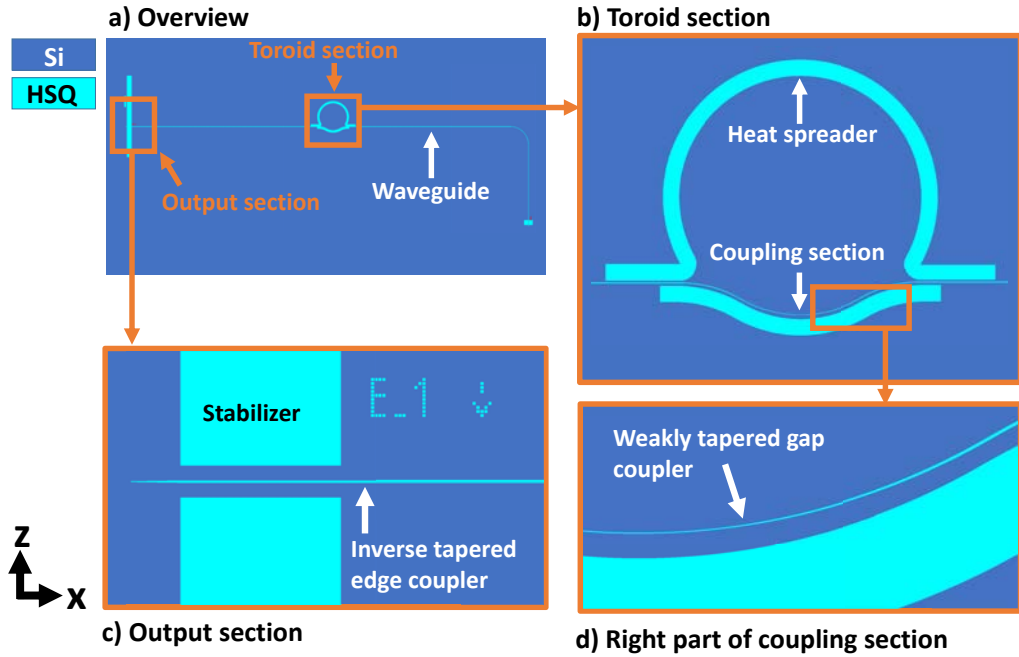 a) Overview
b) Toroid section
Si
HSQ
Toroid section
Waveguide
Output section
Heat spreader
Coupling section
Stabilizer
E_1
Inverse tapered
edge coupler
Weakly tapered gap
coupler
Z
X
c) Output section
d) Right part of coupling section